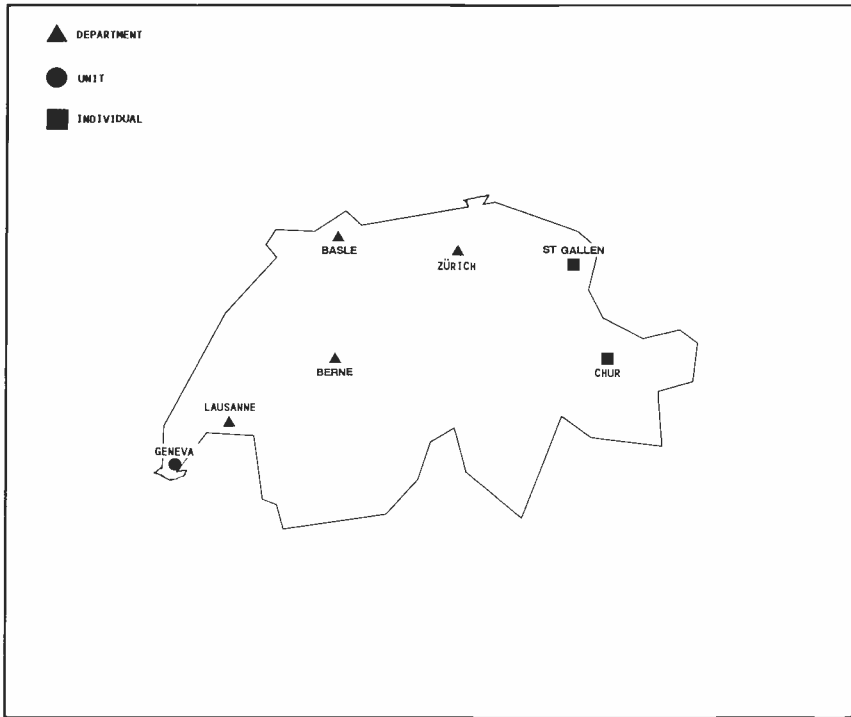 DEPARTMENT
UNIT
INDIVIDUAL
BASLE
ZÜRICH
ST GALLEN
BERNE
CHUR
LAUSANNE
GENEVA